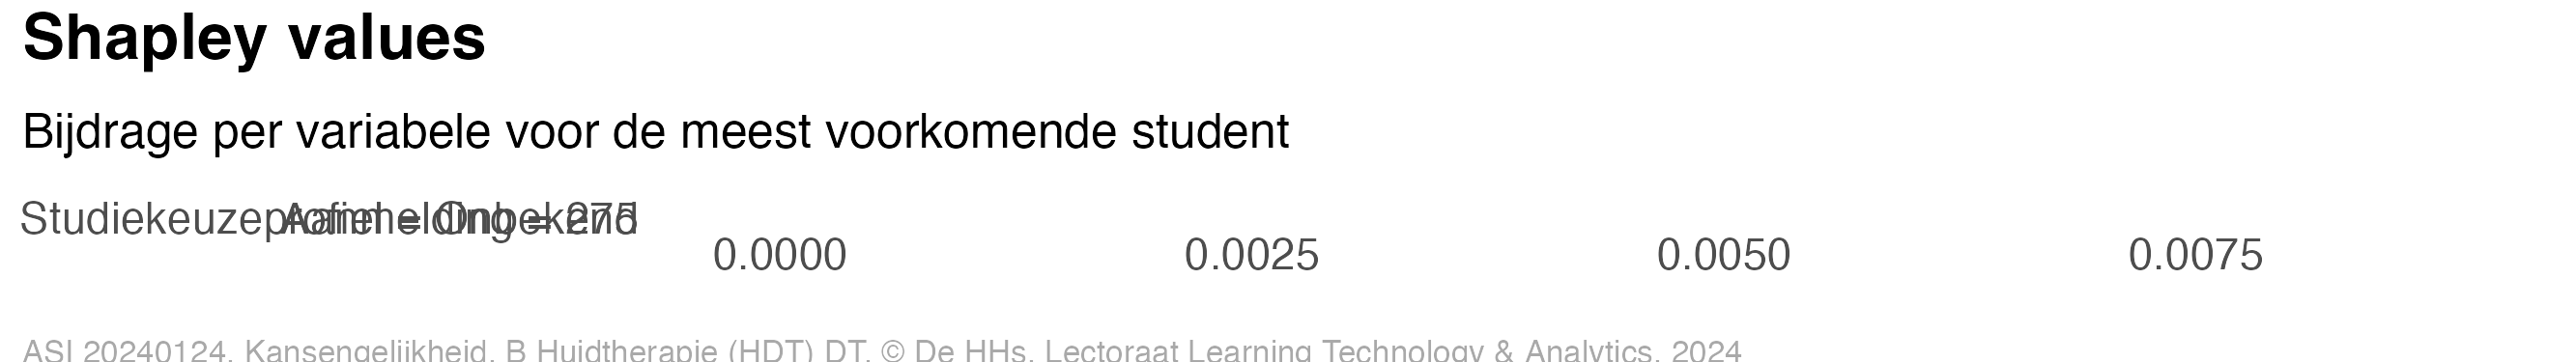 Shapley values
Bijdrage per variabele voor de meest voorkomende student
Studiekeuzeprofiel = Onbekend
Aanmelding = 275
0.0000 0.0025 0.0050 0.0075
ASI 20240124, Kansengelijkheid, B Huidtherapie (HDT) DT, © De HHs, Lectoraat Learning Technology & Analytics, 2024